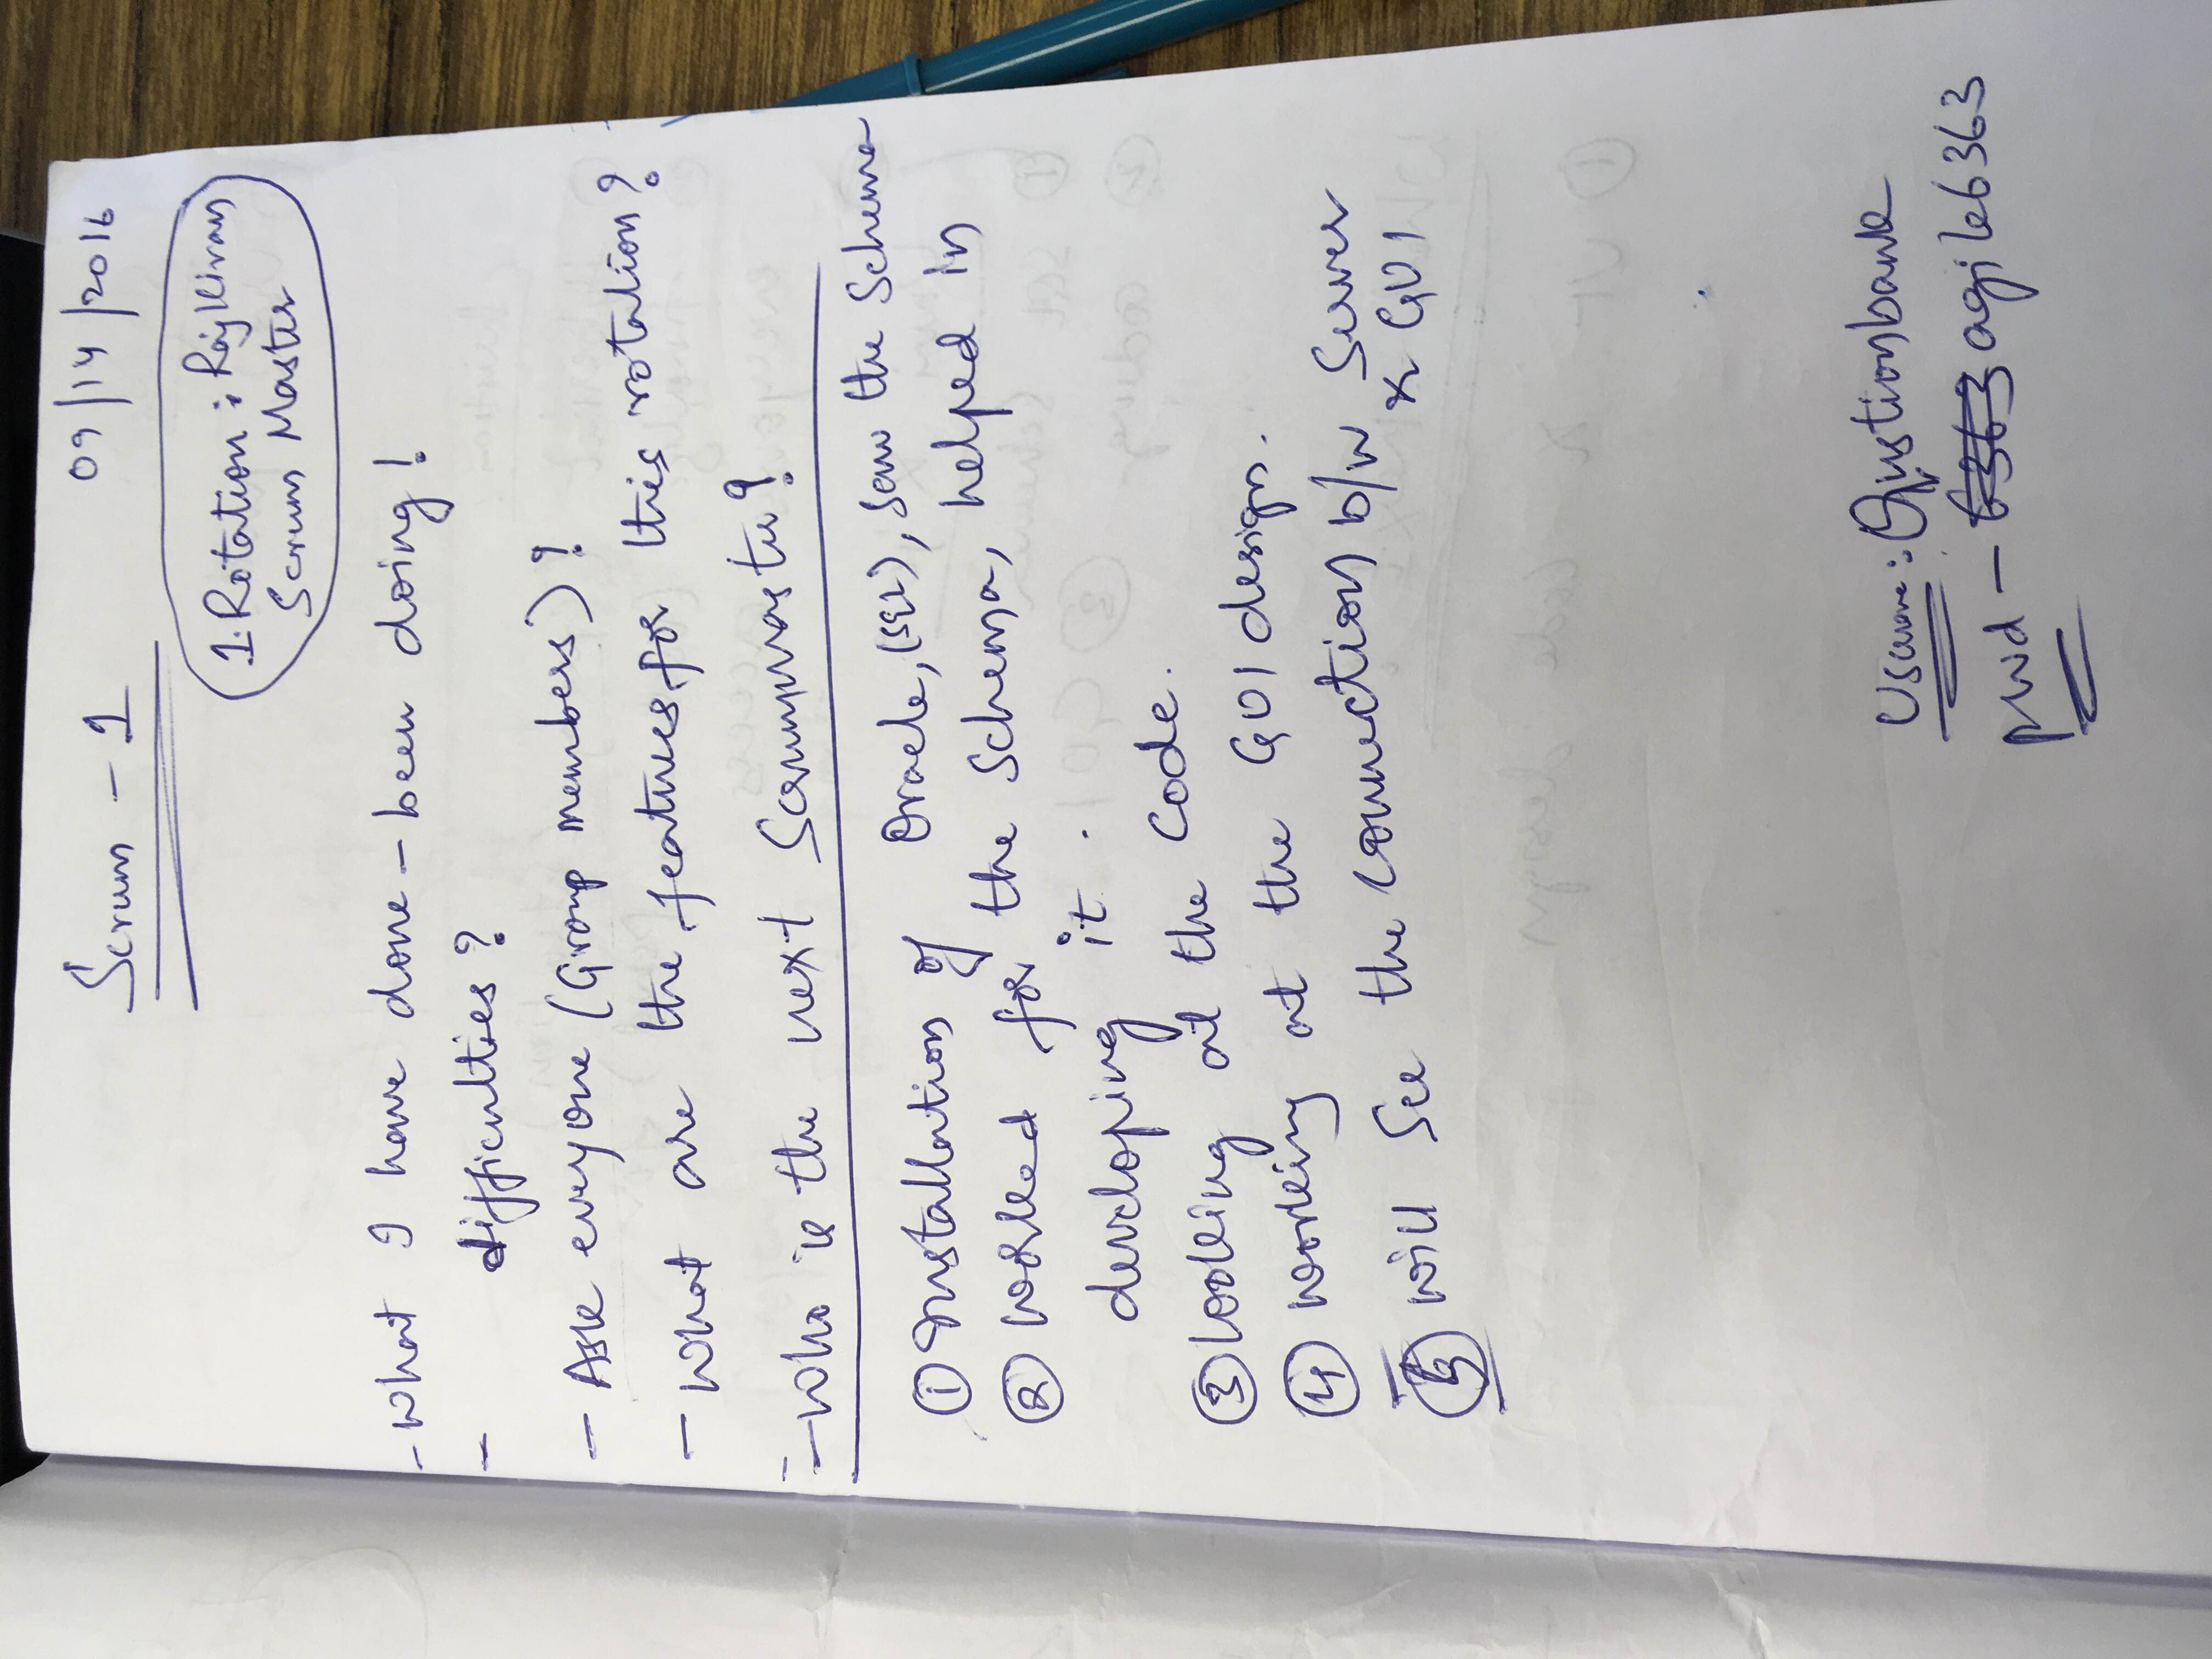 Scrum - 1
09/14/2016
1. Rotation : RajKiran
Scrum Master
- What I have done - been doing!
- difficulties?
- Ask everyone (Group members)?
- What are the features for this rotation?
- Who is the next Scrummaster?
① Installation of Oracle, (SQL), saw the Schema
② Worked for the Schema, helped in
developing it.
③ looking at the Code.
④ working at the GUI design.
⑤ will See the connection b/w Server
& GUI
: Qustionbank
pwd - 6363 agile6363